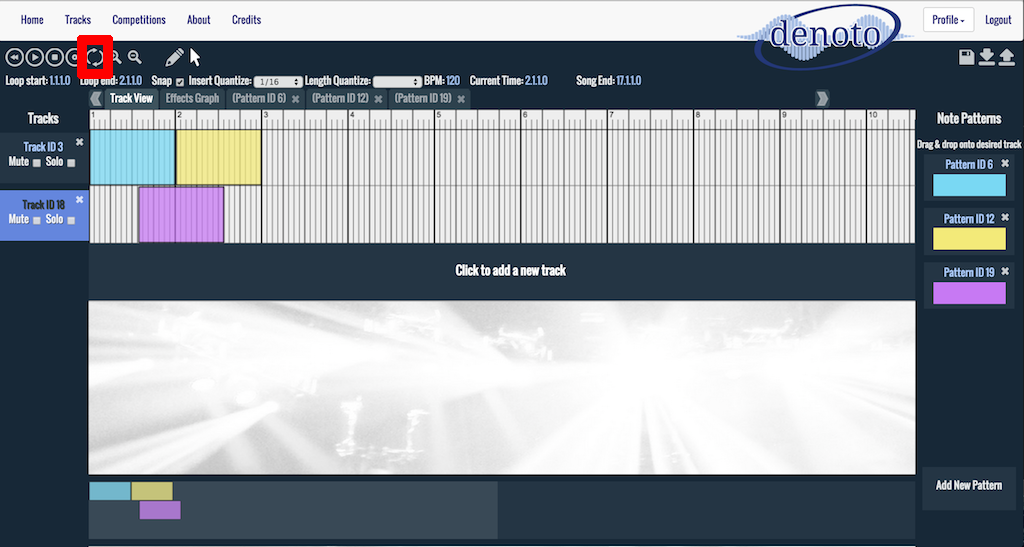 Home Tracks Competitions About Credits denoto Profile Logout
Loop start: 1.1.1.0 Loop end: 2.1.1.0 Snap Insert Quantize: 1/16 Length Quantize: BPM: 120 Current Time: 2.1.1.0 Song End: 17.1.1.0
Track View Effects Graph (Pattern ID 6) (Pattern ID 12) (Pattern ID 19)
1 2 3 4 5 6 7 8 9 10
Tracks
Track ID 3
Mute Solo
Track ID 18
Mute Solo
Click to add a new track
Note Patterns
Drag & drop onto desired track
Pattern ID 6
Pattern ID 12
Pattern ID 19
Add New Pattern